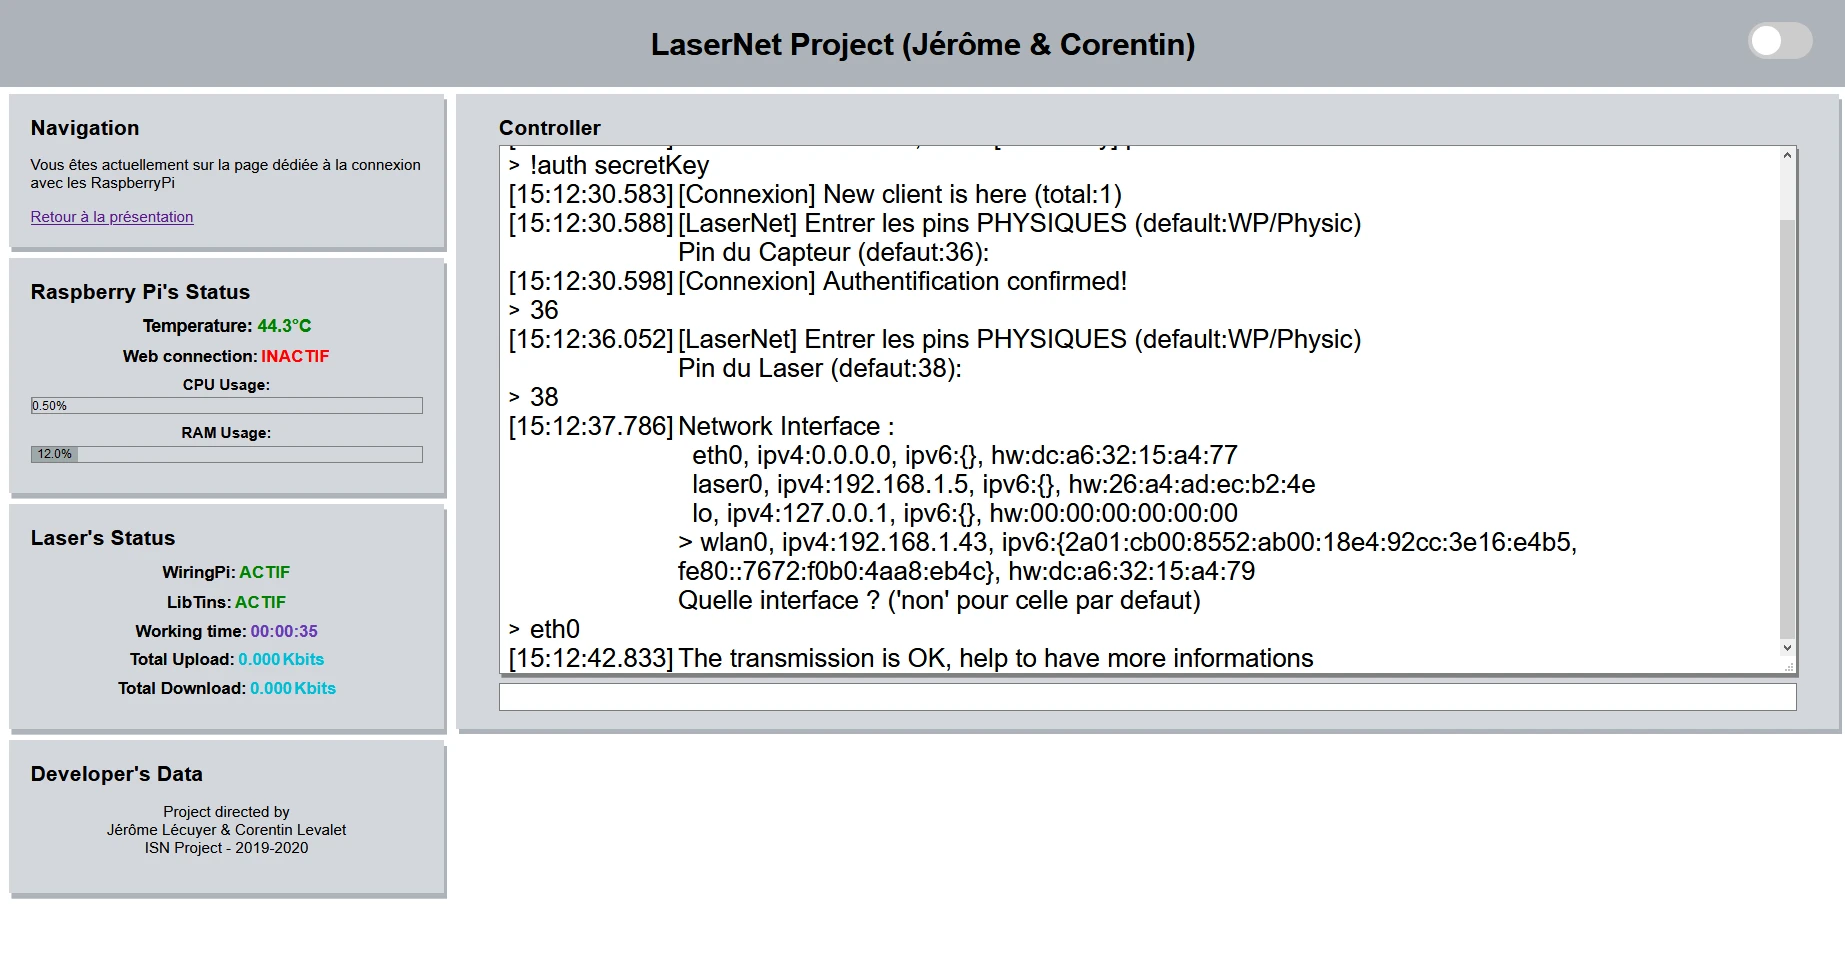 LaserNet Project (Jérôme & Corentin)
Navigation
Vous êtes actuellement sur la page dédiée à la connexion
avec les RaspberryPi
Retour à la présentation
Raspberry Pi's Status
Temperature: 44.3°C
Web connection: INACTIF
CPU Usage:
0.50%
RAM Usage:
12.0%
Laser's Status
WiringPi: ACTIF
LibTins: ACTIF
Working time: 00:00:35
Total Upload: 0.000 Kbits
Total Download: 0.000 Kbits
Developer's Data
Project directed by
Jérôme Lécuyer & Corentin Levalet
ISN Project - 2019-2020
Controller
> !auth secretKey
[15:12:30.583] [Connexion] New client is here (total:1)
[15:12:30.588] [LaserNet] Entrer les pins PHYSIQUES (default:WP/Physic)
Pin du Capteur (defaut:36):
[15:12:30.598] [Connexion] Authentification confirmed!
> 36
[15:12:36.052] [LaserNet] Entrer les pins PHYSIQUES (default:WP/Physic)
Pin du Laser (defaut:38):
> 38
[15:12:37.786] Network Interface :
eth0, ipv4:0.0.0.0, ipv6:{}, hw:dc:a6:32:15:a4:77
laser0, ipv4:192.168.1.5, ipv6:{}, hw:26:a4:ad:ec:b2:4e
lo, ipv4:127.0.0.1, ipv6:{}, hw:00:00:00:00:00:00
> wlan0, ipv4:192.168.1.43, ipv6:{2a01:cb00:8552:ab00:18e4:92cc:3e16:e4b5,
fe80::7672:f0b0:4aa8:eb4c}, hw:dc:a6:32:15:a4:79
Quelle interface ? ('non' pour celle par defaut)
> eth0
[15:12:42.833] The transmission is OK, help to have more informations